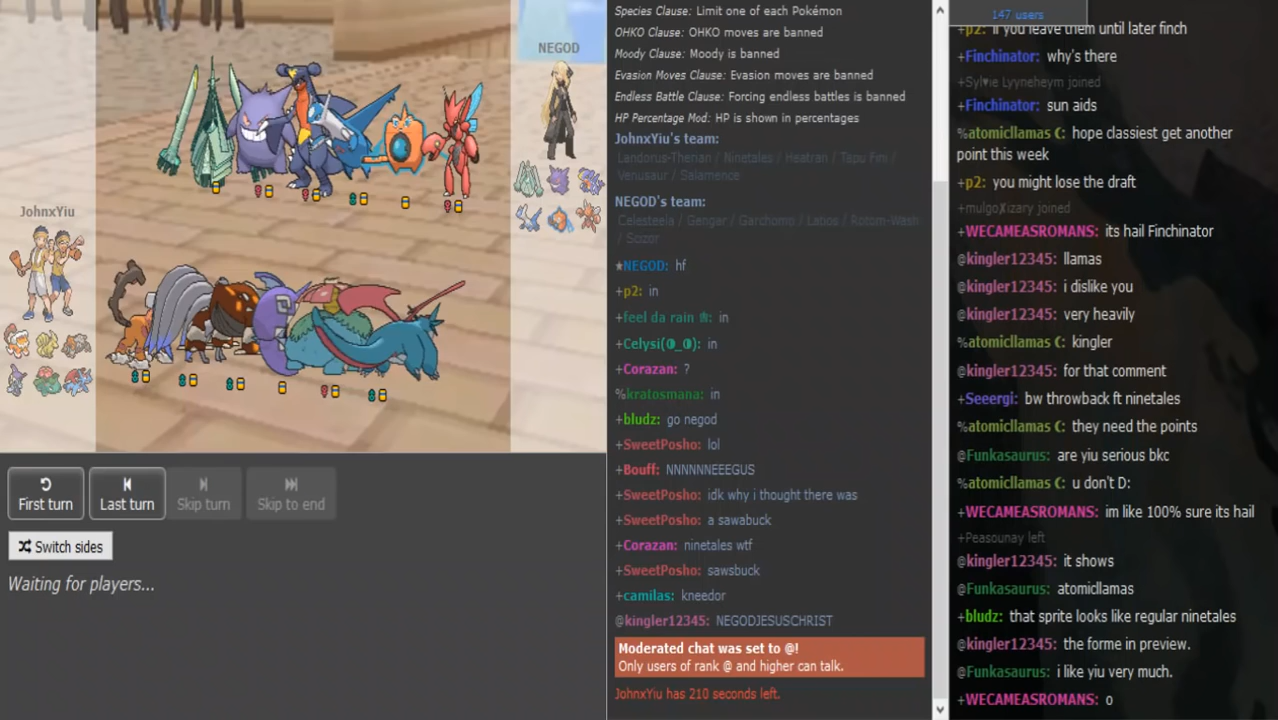 NEGOD
JohnxYiu
First turn
Last turn
Skip turn
Skip to end
Switch sides
Waiting for players...
Species Clause: Limit one of each Pokémon
OHKO Clause: OHKO moves are banned
Moody Clause: Moody is banned
Evasion Moves Clause: Evasion moves are banned
Endless Battle Clause: Forcing endless battles is banned
HP Percentage Mod: HP is shown in percentages
JohnxYiu's team:
Landorus-Therian / Ninetales / Heatran / Tapu Fini /
Venusaur / Salamence
NEGOD's team:
Celesteela / Gengar / Garchomp / Latios / Rotom-Wash
/ Scizor
★NEGOD: hf
+p2: in
+feel da rain 雨: in
+Celysi(◑_◑): in
+Corazan: ?
%kratosmana: in
+bludz: go negod
+SweetPosho: lol
+Bouff: NNNNNNEEEGUS
+SweetPosho: idk why i thought there was
+SweetPosho: a sawabuck
+Corazan: ninetales wtf
+SweetPosho: sawsbuck
+camilas: kneedor
@kingler12345: NEGODJESUSCHRIST
Moderated chat was set to @!
Only users of rank @ and higher can talk.
JohnxYiu has 210 seconds left.
147 users
+p2: if you leave them until later finch
+Finchinator: why's there
+Syl♥ie Lyyneheym joined
+Finchinator: sun aids
%atomicllamas ☾: hope classiest get another
point this week
+p2: you might lose the draft
+mulgoӾizary joined
+WECAMEASROMANS: its hail Finchinator
@kingler12345: llamas
@kingler12345: i dislike you
@kingler12345: very heavily
%atomicllamas ☾: kingler
@kingler12345: for that comment
+Seeergi: bw throwback ft ninetales
%atomicllamas ☾: they need the points
@Funkasaurus: are yiu serious bkc
%atomicllamas ☾: u don't D:
+WECAMEASROMANS: im like 100% sure its hail
+Peasounay left
@kingler12345: it shows
@Funkasaurus: atomicllamas
+bludz: that sprite looks like regular ninetales
@kingler12345: the forme in preview.
@Funkasaurus: i like yiu very much.
+WECAMEASROMANS: o